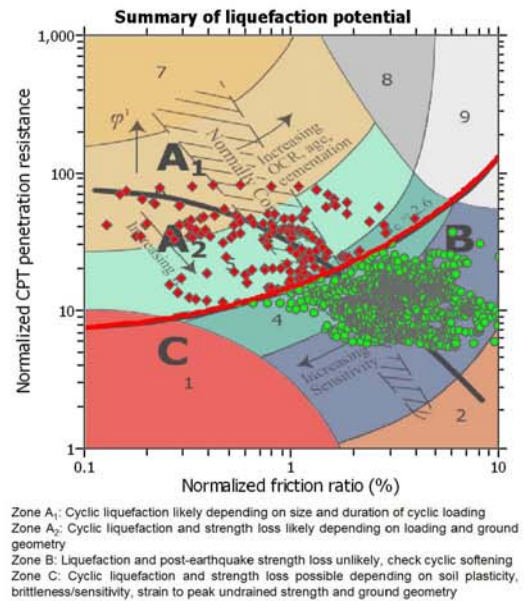 Summary of liquefaction potential
1,000
100
10
1
Normalized CPT penetration resistance
7
8
9
φ'
A1
Increasing
OCR, age,
cementation
Normally
A2
Increasing
B
4
C
1
Increasing
Sensitivity
2
0.1
1
10
Normalized friction ratio (%)
Zone A1: Cyclic liquefaction likely depending on size and duration of cyclic loading
Zone A2: Cyclic liquefaction and strength loss likely depending on loading and ground
geometry
Zone B: Liquefaction and post-earthquake strength loss unlikely, check cyclic softening
Zone C: Cyclic liquefaction and strength loss possible depending on soil plasticity,
brittleness/sensitivity, strain to peak undrained strength and ground geometry